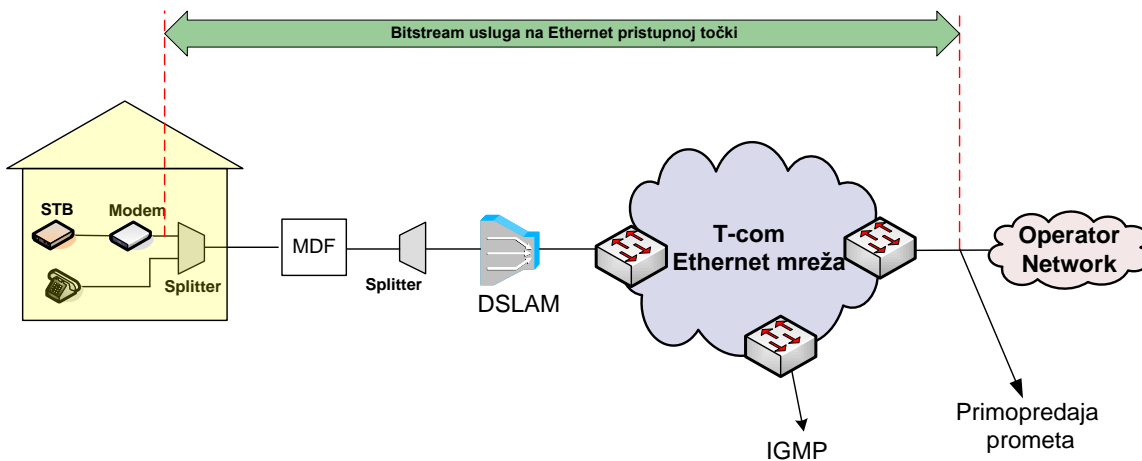 Bitstream usluga na Ethernet pristupnoj točki
STB
Modem
Splitter
MDF
Splitter
DSLAM
T-com
Ethernet mreža
Operator
Network
IGMP
Primopredaja
prometa